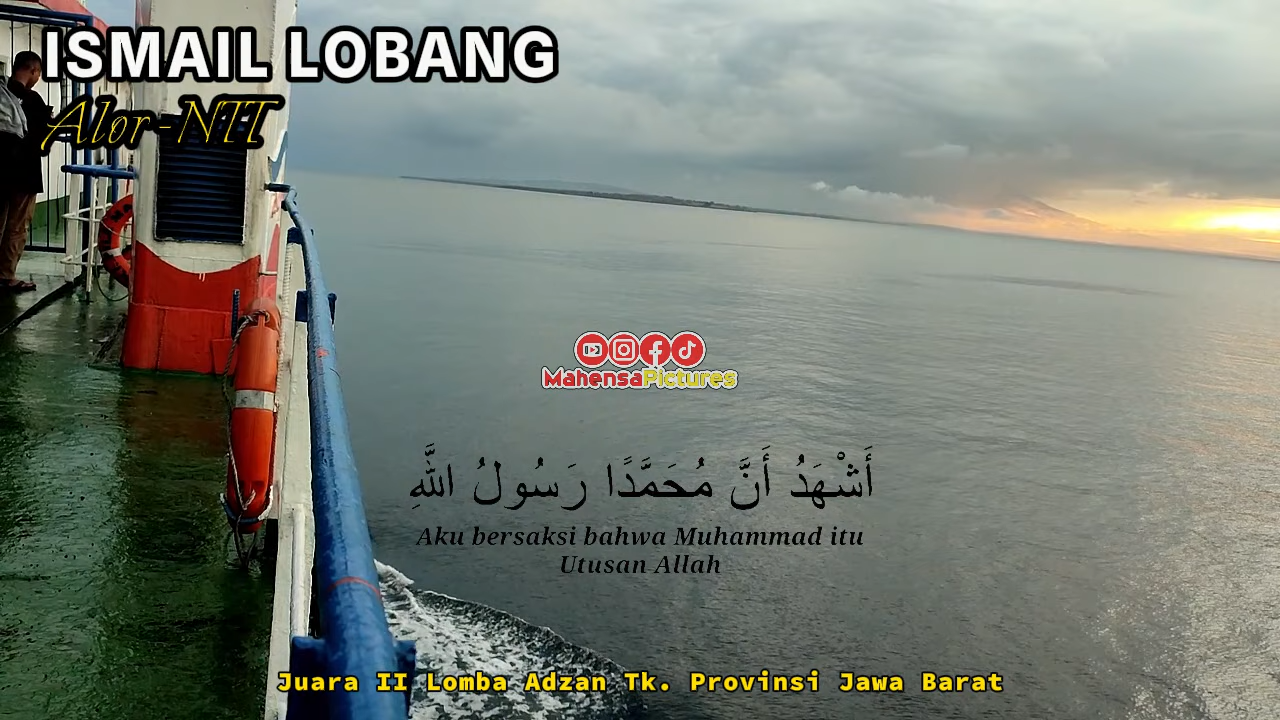 ISMAIL LOBANG
Alor-NTT
MahensaPictures
أَشْهَدُ أَنَّ مُحَمَّدًا رَسُولُ اللَّهِ
Aku bersaksi bahwa Muhammad itu
Utusan Allah
Juara II Lomba Adzan Tk. Provinsi Jawa Barat